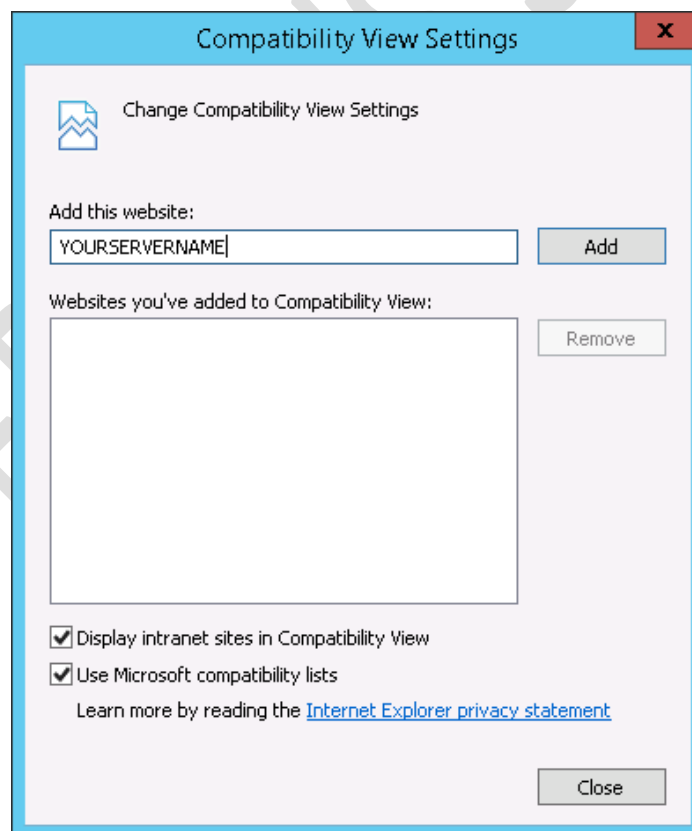 Compatibility View Settings
x
Change Compatibility View Settings
Add this website:
YOURSERVERNAME
Add
Websites you've added to Compatibility View:
Remove
Display intranet sites in Compatibility View
Use Microsoft compatibility lists
Learn more by reading the Internet Explorer privacy statement
Close